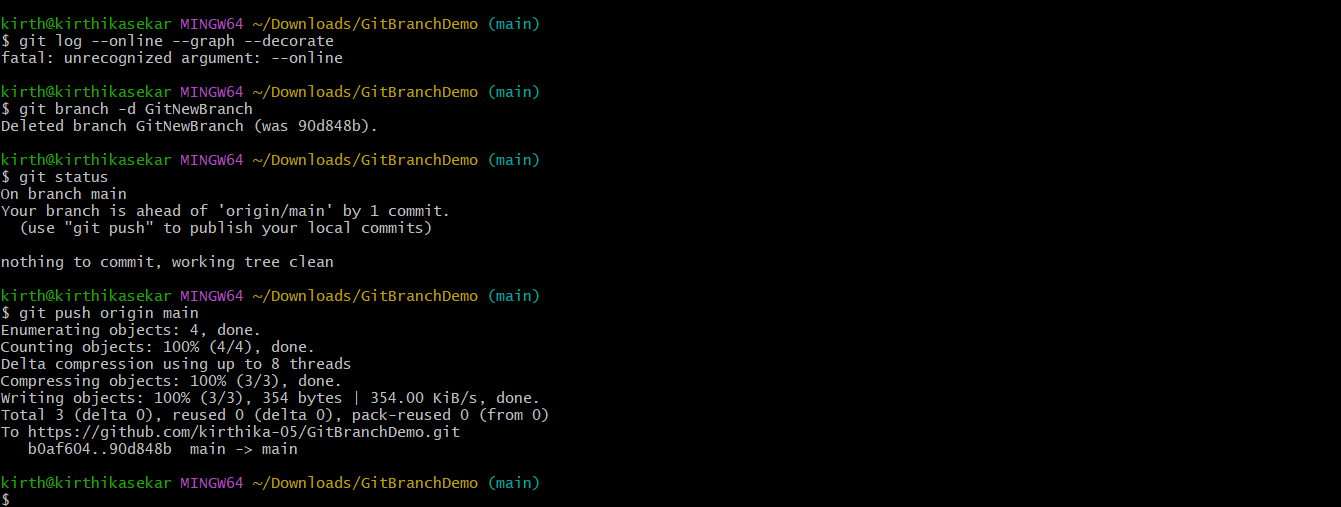 kirth@kirthikasekar MINGW64 ~/Downloads/GitBranchDemo (main)
$ git log --online --graph --decorate
fatal: unrecognized argument: --online
kirth@kirthikasekar MINGW64 ~/Downloads/GitBranchDemo (main)
$ git branch -d GitNewBranch
Deleted branch GitNewBranch (was 90d848b).
kirth@kirthikasekar MINGW64 ~/Downloads/GitBranchDemo (main)
$ git status
On branch main
Your branch is ahead of 'origin/main' by 1 commit.
  (use "git push" to publish your local commits)
nothing to commit, working tree clean
kirth@kirthikasekar MINGW64 ~/Downloads/GitBranchDemo (main)
$ git push origin main
Enumerating objects: 4, done.
Counting objects: 100% (4/4), done.
Delta compression using up to 8 threads
Compressing objects: 100% (3/3), done.
Writing objects: 100% (3/3), 354 bytes | 354.00 KiB/s, done.
Total 3 (delta 0), reused 0 (delta 0), pack-reused 0 (from 0)
To https://github.com/kirthika-05/GitBranchDemo.git
   b0af604..90d848b  main -> main
kirth@kirthikasekar MINGW64 ~/Downloads/GitBranchDemo (main)
$